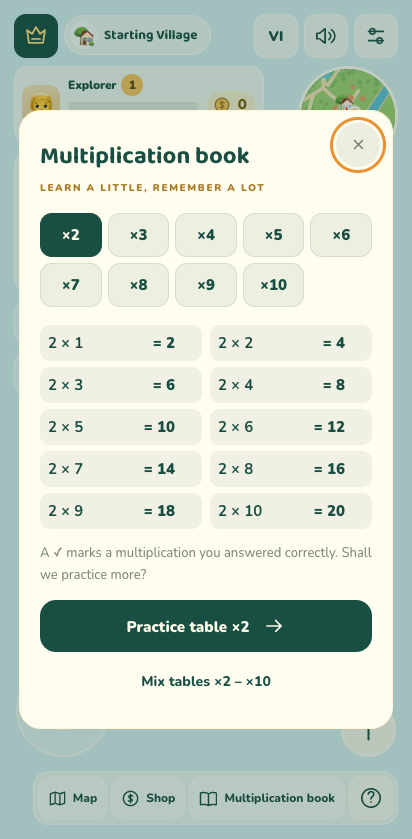 Starting Village
VI
Explorer 1
0
Multiplication book
LEARN A LITTLE, REMEMBER A LOT
×2 ×3 ×4 ×5 ×6
×7 ×8 ×9 ×10
2 × 1 = 2 2 × 2 = 4
2 × 3 = 6 2 × 4 = 8
2 × 5 = 10 2 × 6 = 12
2 × 7 = 14 2 × 8 = 16
2 × 9 = 18 2 × 10 = 20
A ✓ marks a multiplication you answered correctly. Shall
we practice more?
Practice table ×2 →
Mix tables ×2 – ×10
Map Shop Multiplication book ?